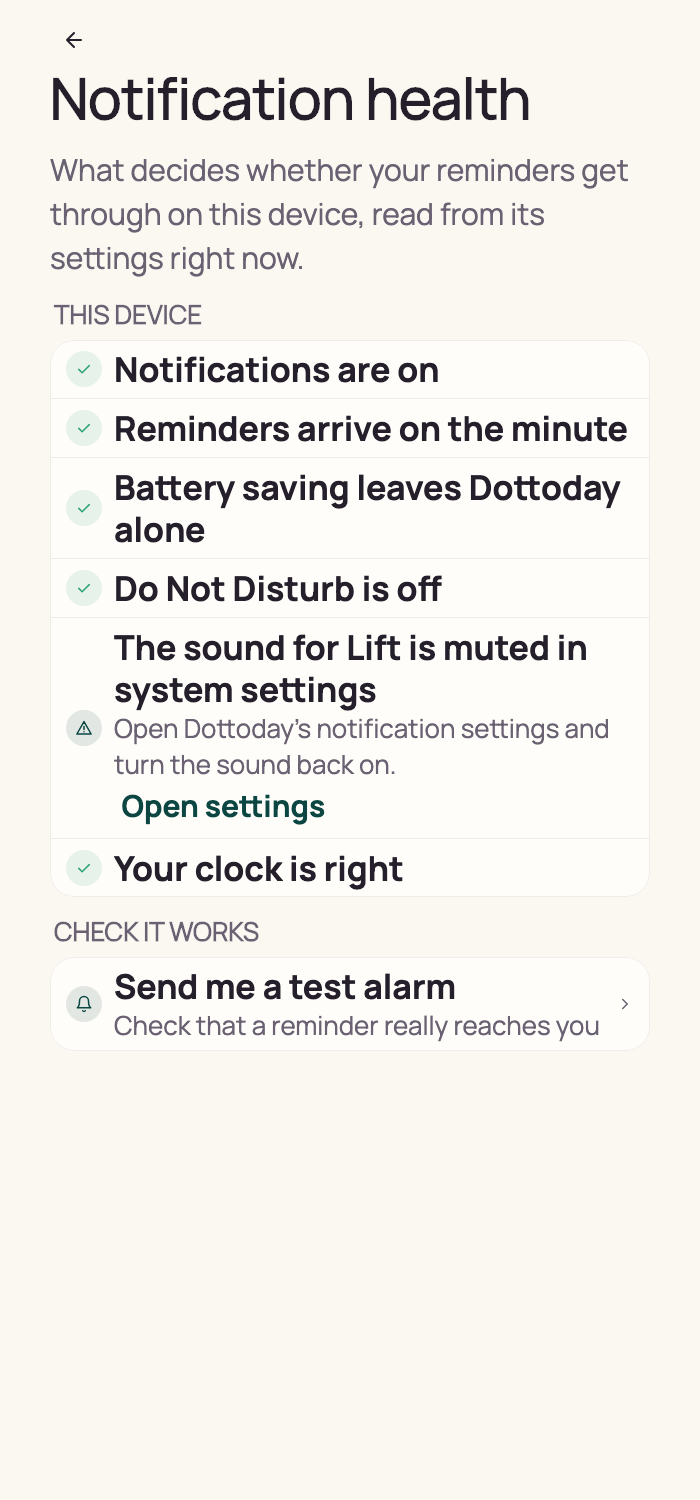 Notification health
What decides whether your reminders get
through on this device, read from its
settings right now.
THIS DEVICE
Notifications are on
Reminders arrive on the minute
Battery saving leaves Dottoday
alone
Do Not Disturb is off
The sound for Lift is muted in
system settings
Open Dottoday’s notification settings and
turn the sound back on.
Open settings
Your clock is right
CHECK IT WORKS
Send me a test alarm
Check that a reminder really reaches you